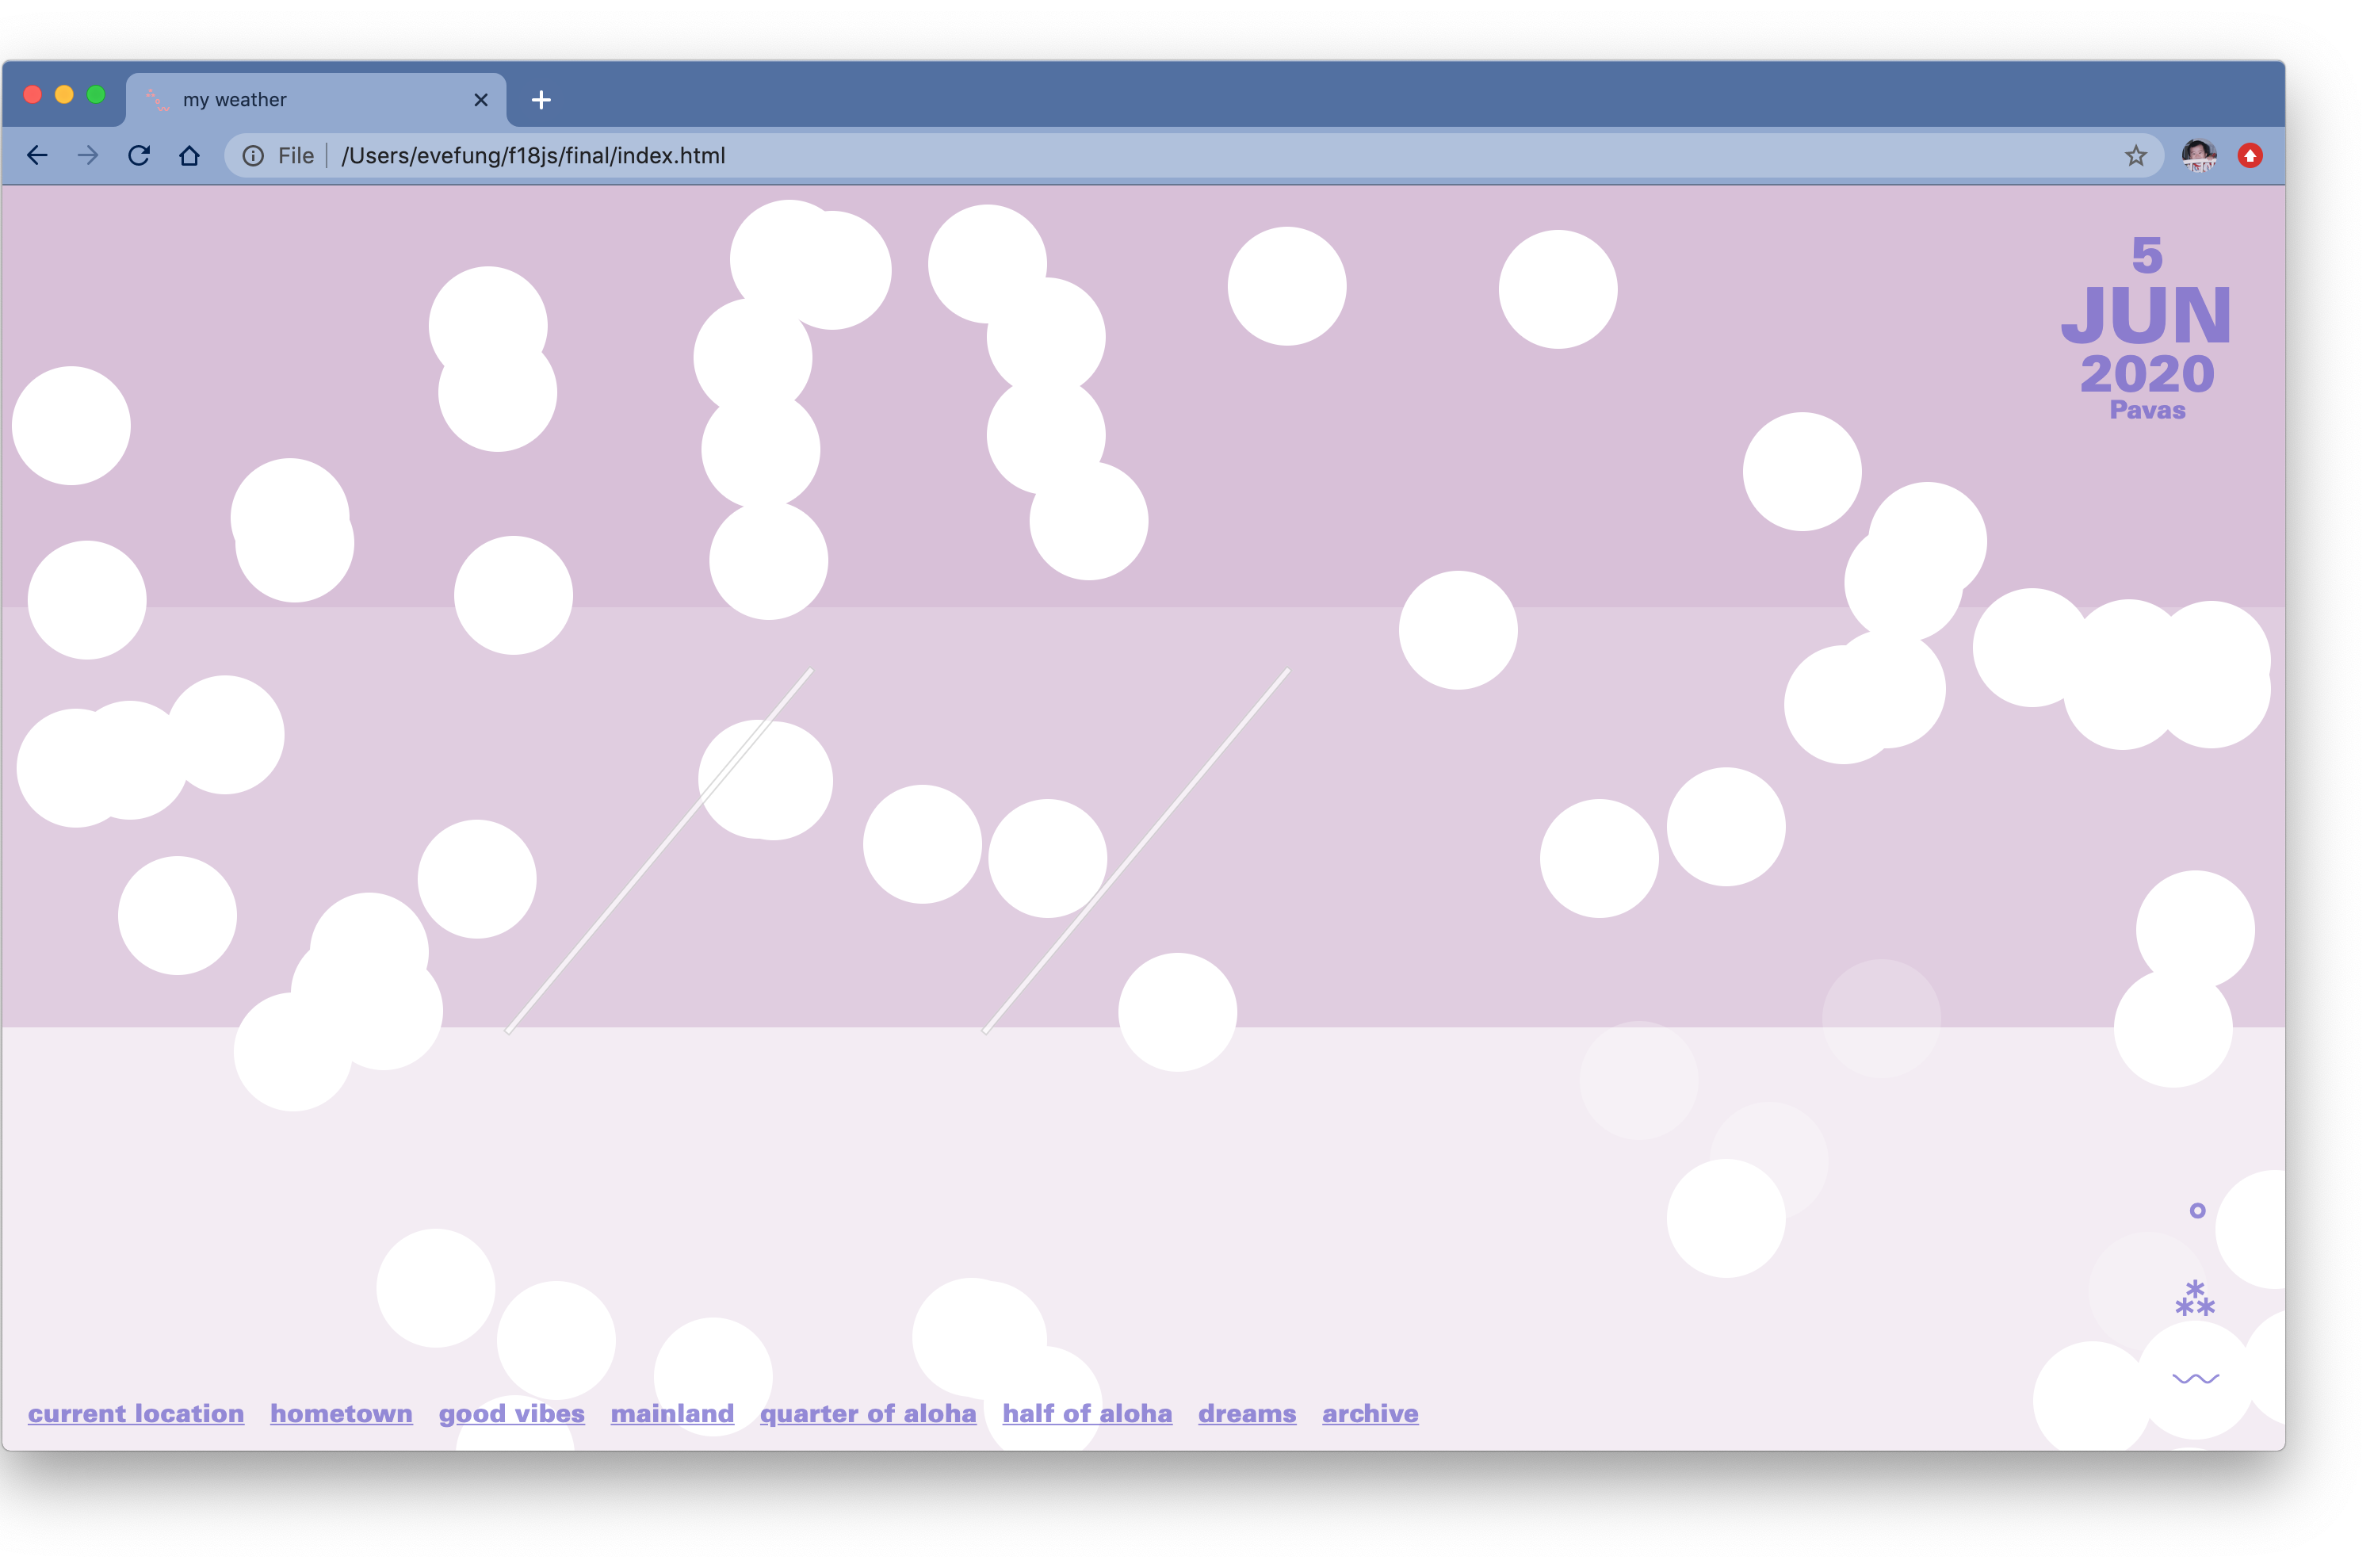 my weather
File /Users/evefung/f18js/final/index.html
5
JUN
2020
Pavas
current location hometown good vibes mainland quarter of aloha half of aloha dreams archive